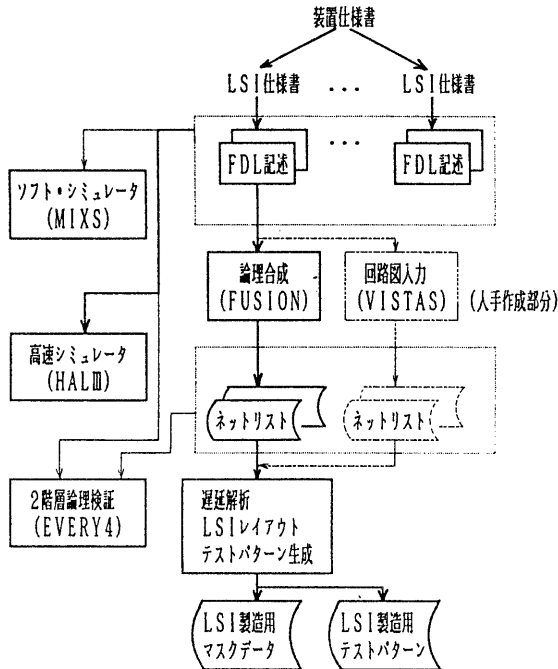 装置仕様書
LSI仕様書 ... LSI仕様書
FDL記述 ... FDL記述
ソフト・シミュレータ
(MIXS)
論理合成
(FUSION)
回路図入力
(VISTAS)
(人手作成部分)
高速シミュレータ
(HALⅢ)
ネットリスト
ネットリスト
2階層論理検証
(EVERY4)
遅延解析
LSIレイアウト
テストパターン生成
LSI製造用
マスクデータ
LSI製造用
テストパターン